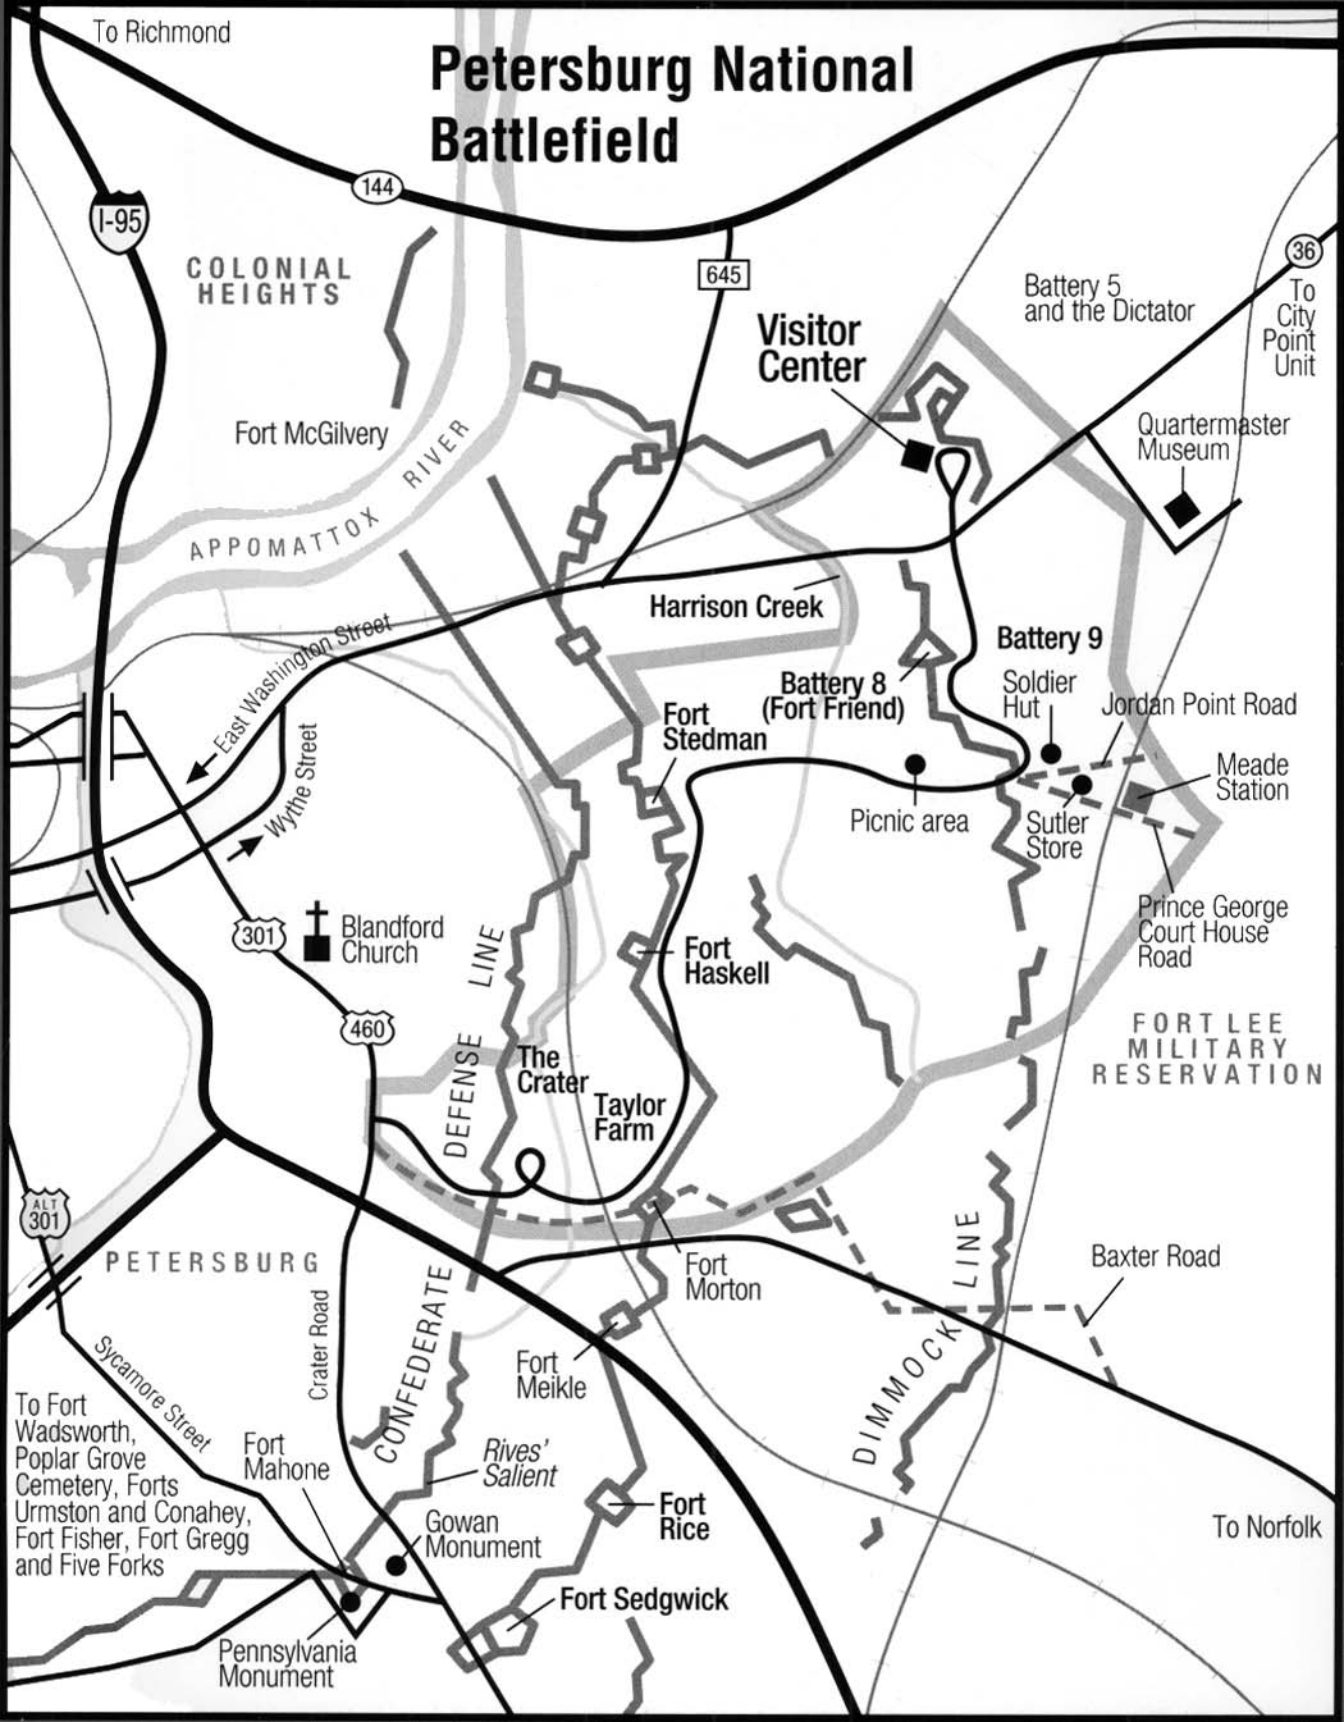 To Richmond
Petersburg National
Battlefield
144
I-95
COLONIAL
HEIGHTS
645
36
To
City
Point
Unit
Battery 5
and the Dictator
Visitor
Center
Fort McGilvery
Quartermaster
Museum
APPOMATTOX RIVER
Harrison Creek
East Washington Street
Wythe Street
Battery 9
Battery 8
(Fort Friend)
Soldier
Hut
Jordan Point Road
Fort
Stedman
Meade
Station
Picnic area
Sutler
Store
Prince George
Court House
Road
301
Blandford
Church
Fort
Haskell
460
FORT LEE
MILITARY
RESERVATION
The
Crater
Taylor
Farm
CONFEDERATE DEFENSE LINE
ALT
301
PETERSBURG
Fort
Morton
Baxter Road
DIMMOCK LINE
Crater Road
Sycamore Street
Fort
Meikle
To Fort
Wadsworth,
Poplar Grove
Cemetery, Forts
Urmston and Conahey,
Fort Fisher, Fort Gregg
and Five Forks
Fort
Mahone
Rives'
Salient
Gowan
Monument
Fort
Rice
To Norfolk
Fort Sedgwick
Pennsylvania
Monument